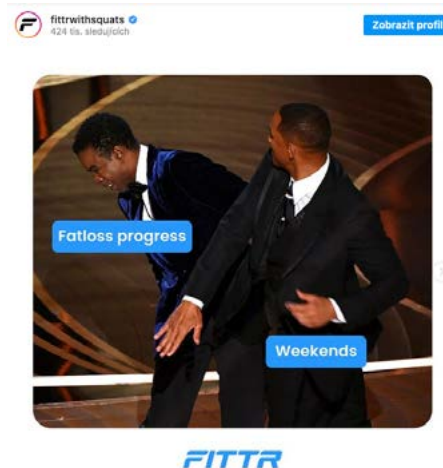 fittrwithsquats
424 tis. sledujících
Zobrazit profil
Fatloss progress
Weekends
FITTR